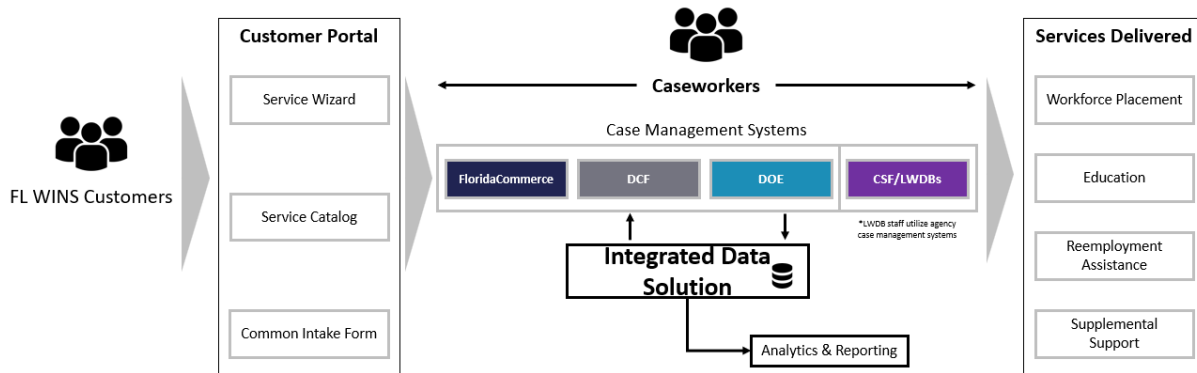 FL WINS Customers
Customer Portal
Service Wizard
Service Catalog
Common Intake Form
Caseworkers
Case Management Systems
FloridaCommerce
DCF
DOE
CSF/LWDBs
*LWDB staff utilize agency
case management systems
Integrated Data
Solution
Analytics & Reporting
Services Delivered
Workforce Placement
Education
Reemployment
Assistance
Supplemental
Support